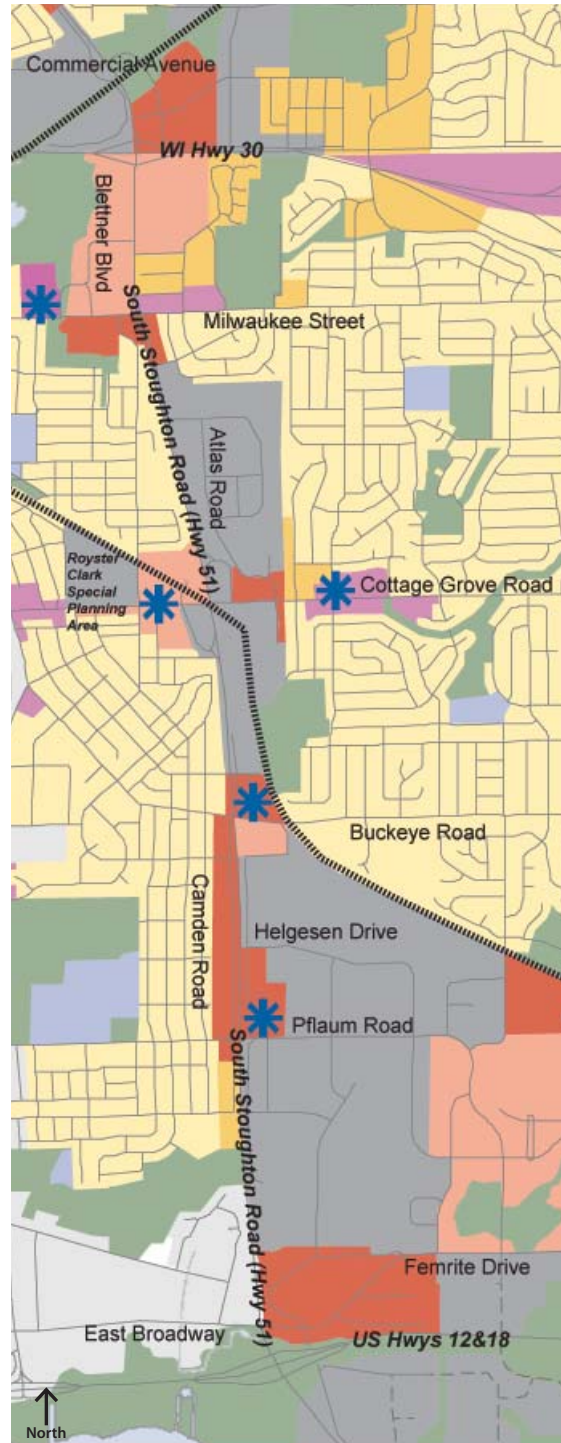 Commercial Avenue
WI Hwy 30
Blettner Blvd
South Stoughton Road (Hwy 51)
Milwaukee Street
Atlas Road
Royster
Clark
Special
Planning
Area
Cottage Grove Road
Buckeye Road
Camden Road
Helgesen Drive
Pflaum Road
South Stoughton Road (Hwy 51)
Femrite Drive
East Broadway
US Hwys 12&18
North